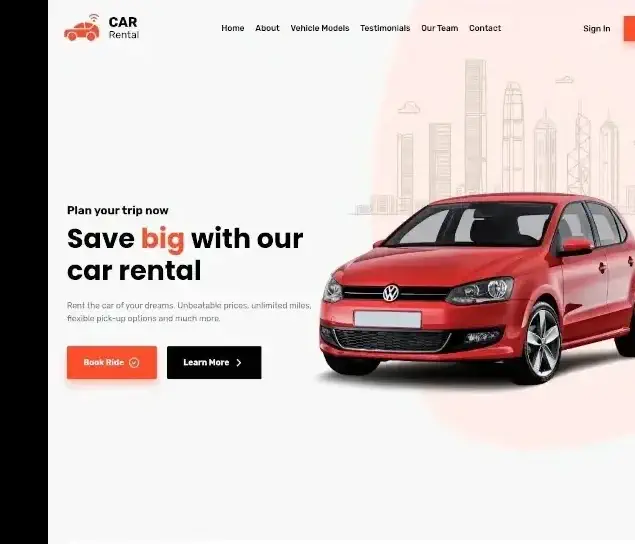 CAR
Rental
Home About Vehicle Models Testimonials Our Team Contact
Sign In
Plan your trip now
Save big with our
car rental
Rent the car of your dreams. Unbeatable prices, unlimited miles,
flexible pick-up options and much more.
Book Ride Learn More